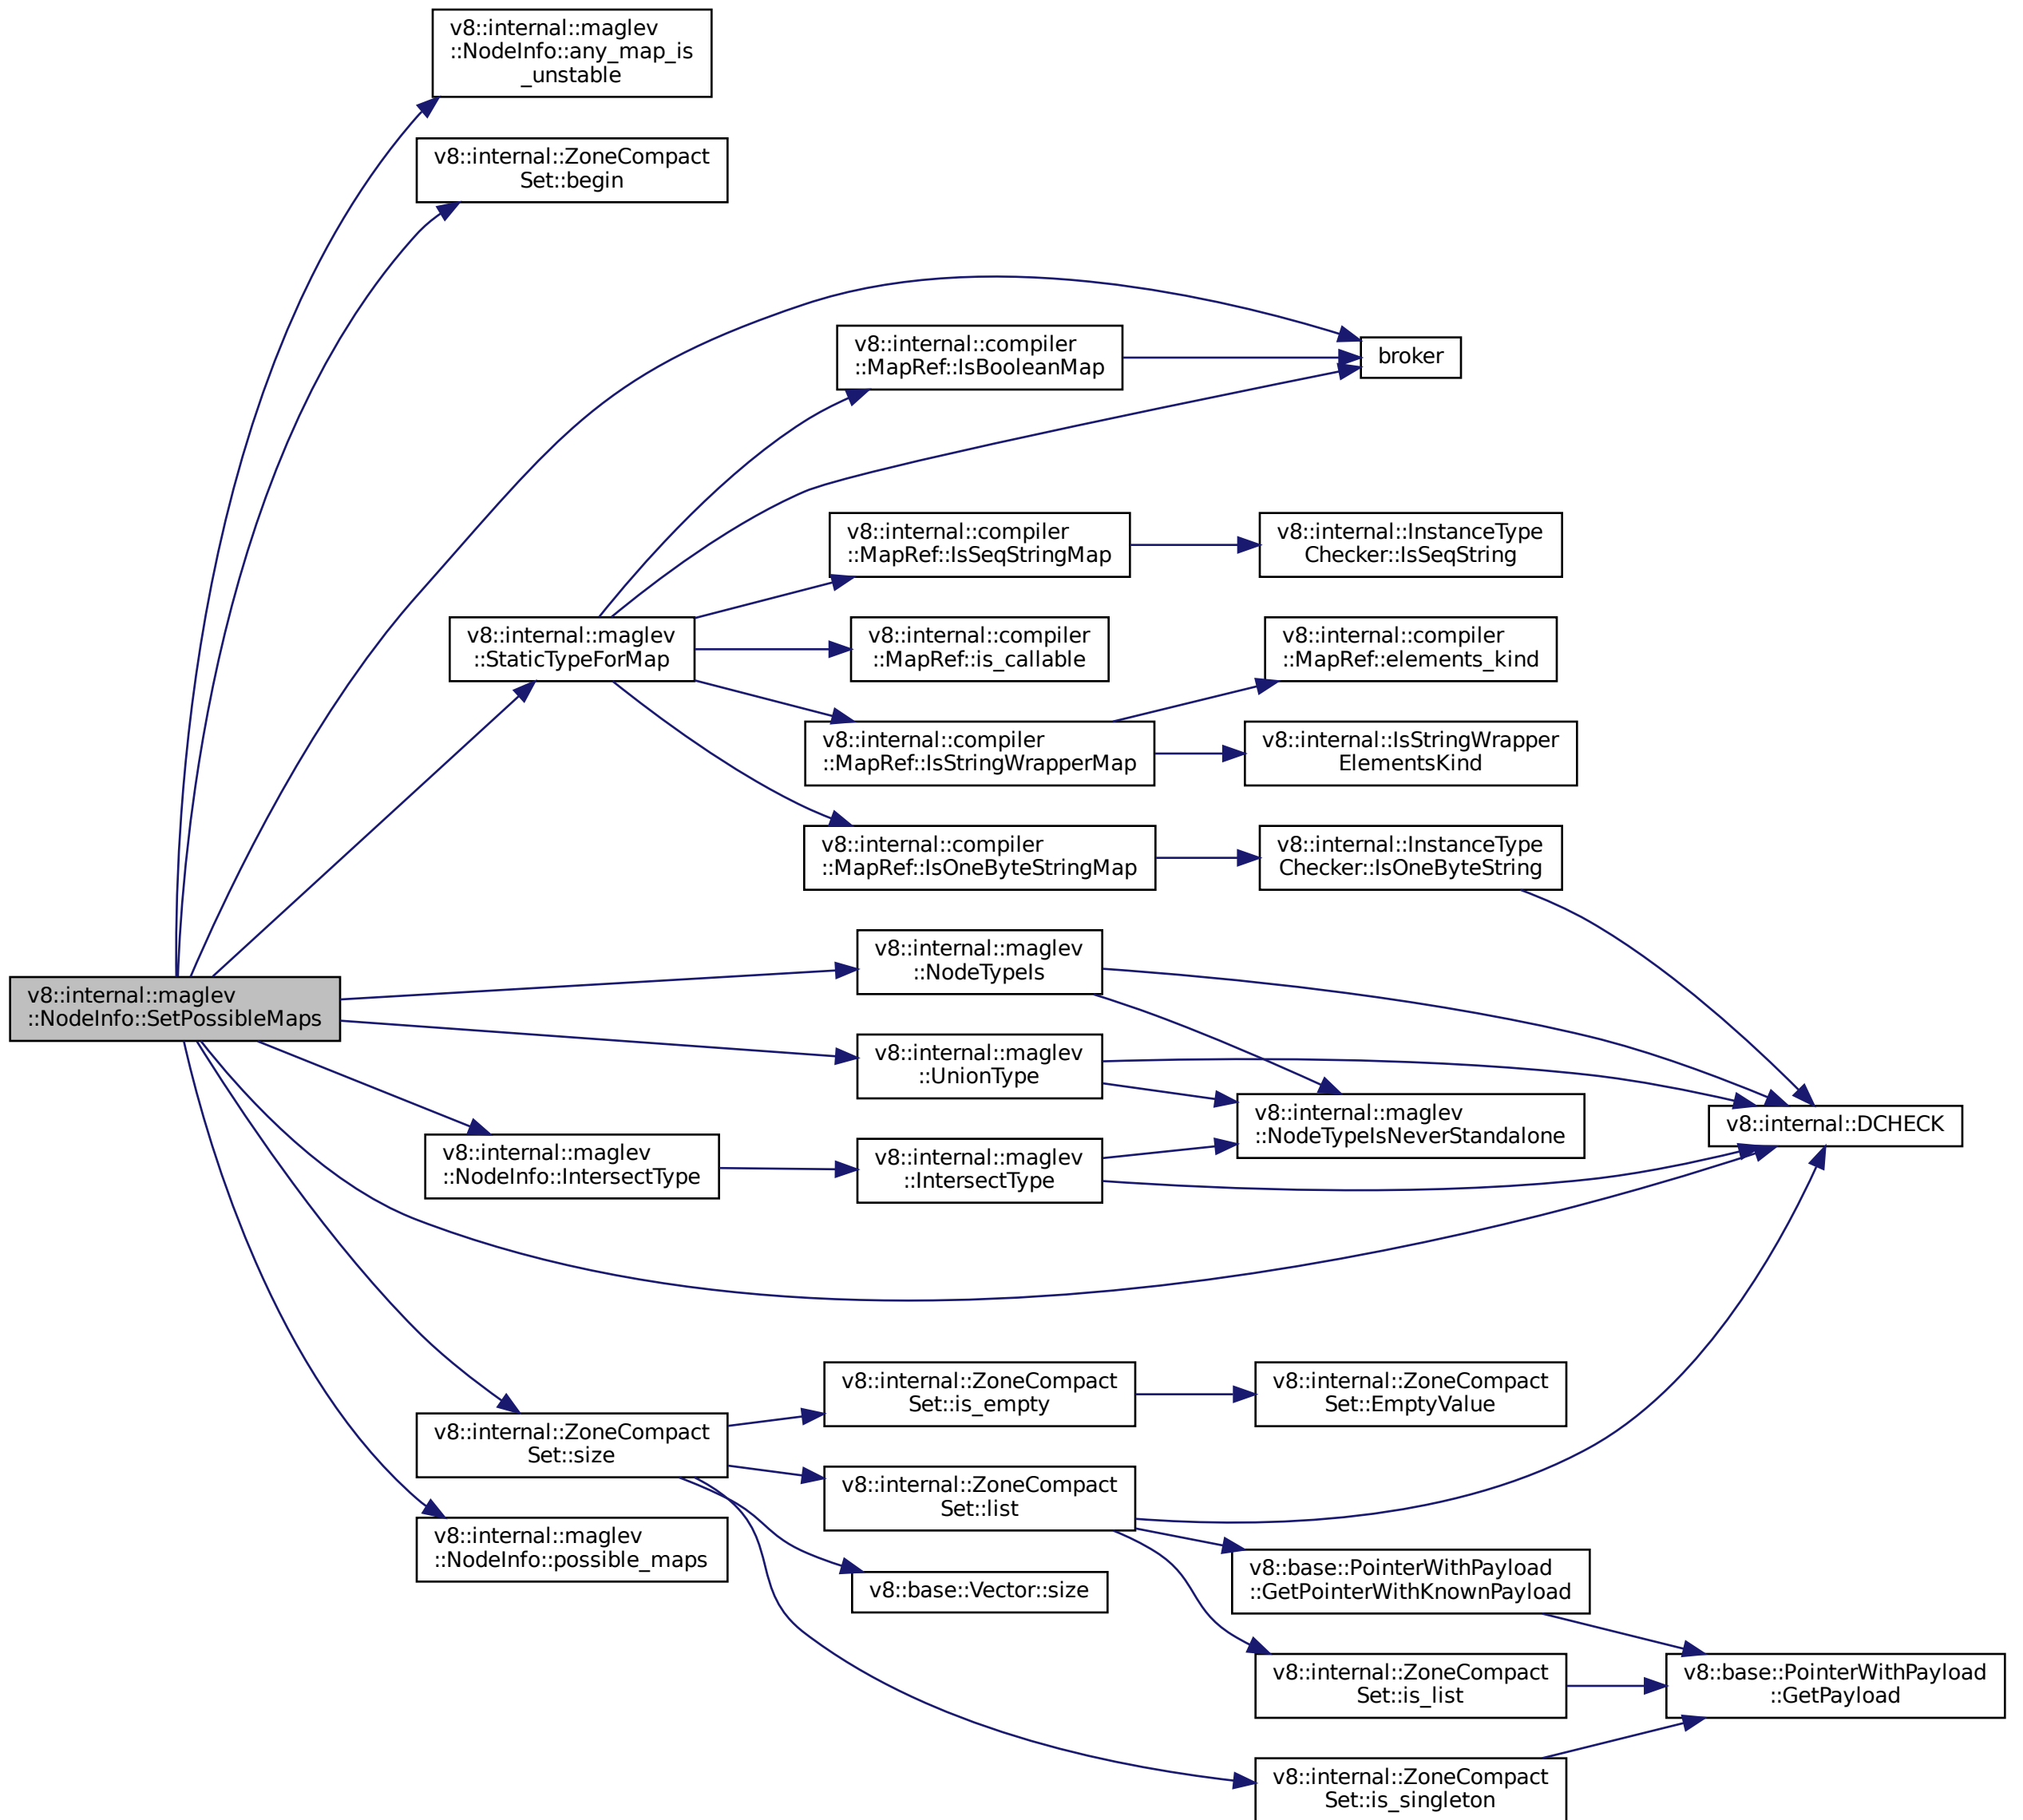 v8::internal::maglev
::NodeInfo::any_map_is
_unstable
v8::internal::ZoneCompact
Set::begin
v8::internal::compiler
::MapRef::IsBooleanMap
broker
v8::internal::compiler
::MapRef::IsSeqStringMap
v8::internal::InstanceType
Checker::IsSeqString
v8::internal::maglev
::StaticTypeForMap
v8::internal::compiler
::MapRef::is_callable
v8::internal::compiler
::MapRef::elements_kind
v8::internal::compiler
::MapRef::IsStringWrapperMap
v8::internal::IsStringWrapper
ElementsKind
v8::internal::compiler
::MapRef::IsOneByteStringMap
v8::internal::InstanceType
Checker::IsOneByteString
v8::internal::maglev
::NodeTypeIs
v8::internal::maglev
::NodeInfo::SetPossibleMaps
v8::internal::maglev
::UnionType
v8::internal::maglev
::NodeTypeIsNeverStandalone
v8::internal::DCHECK
v8::internal::maglev
::NodeInfo::IntersectType
v8::internal::maglev
::IntersectType
v8::internal::ZoneCompact
Set::is_empty
v8::internal::ZoneCompact
Set::EmptyValue
v8::internal::ZoneCompact
Set::size
v8::internal::ZoneCompact
Set::list
v8::internal::maglev
::NodeInfo::possible_maps
v8::base::Vector::size
v8::base::PointerWithPayload
::GetPointerWithKnownPayload
v8::internal::ZoneCompact
Set::is_list
v8::base::PointerWithPayload
::GetPayload
v8::internal::ZoneCompact
Set::is_singleton